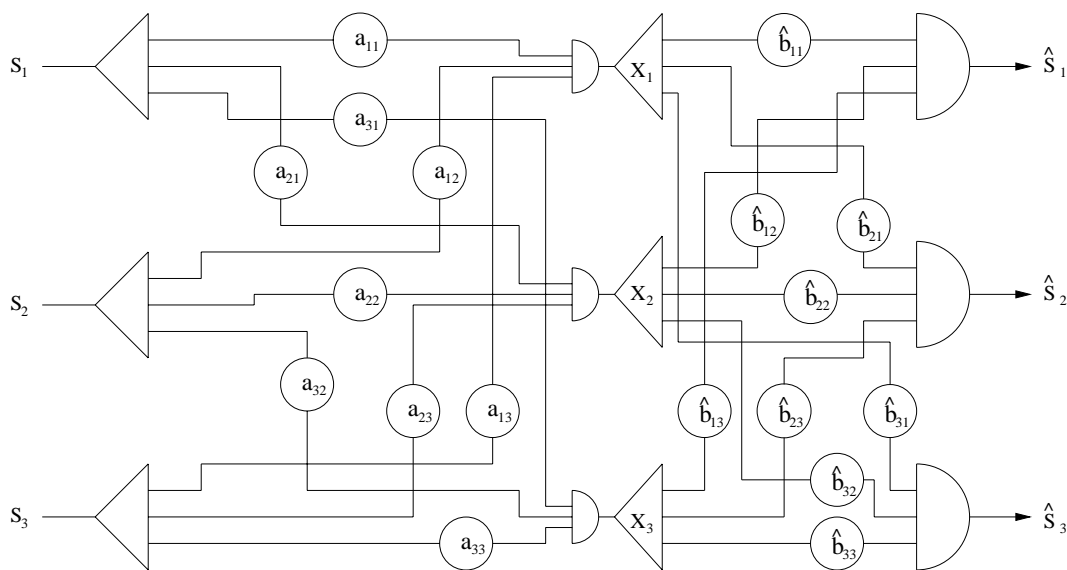 S₁ a₁₁ X₁ b̂₁₁ ŝ₁
a₃₁
a₂₁ a₁₂
b̂₁₂ b̂₂₁
S₂ a₂₂ X₂ b̂₂₂ ŝ₂
a₃₂
a₂₃ a₁₃ b̂₁₃ b̂₂₃ b̂₃₁
b̂₃₂
S₃ a₃₃ X₃ b̂₃₃ ŝ₃